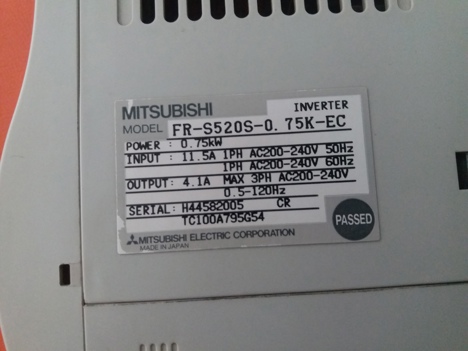 MITSUBISHI INVERTER
MODEL FR-S520S-0.75K-EC
POWER : 0.75kW
INPUT : 11.5A 1PH AC200-240V 50Hz
1PH AC200-240V 60Hz
OUTPUT: 4.1A MAX 3PH AC200-240V
0.5-120Hz
SERIAL: H44582005 CR
TC100A795G54
PASSED
MITSUBISHI ELECTRIC CORPORATION
MADE IN JAPAN